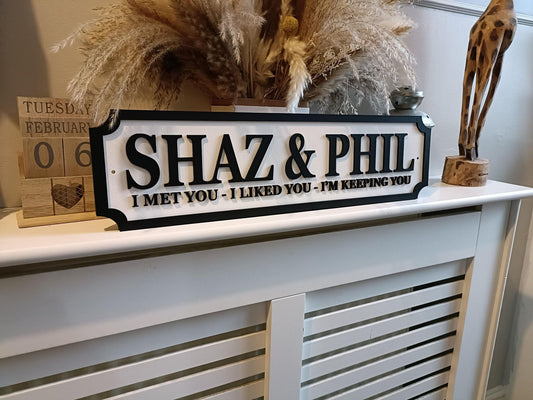 TUESDAY
FEBRUARY
06
SHAZ & PHIL
I MET YOU - I LIKED YOU - I'M KEEPING YOU